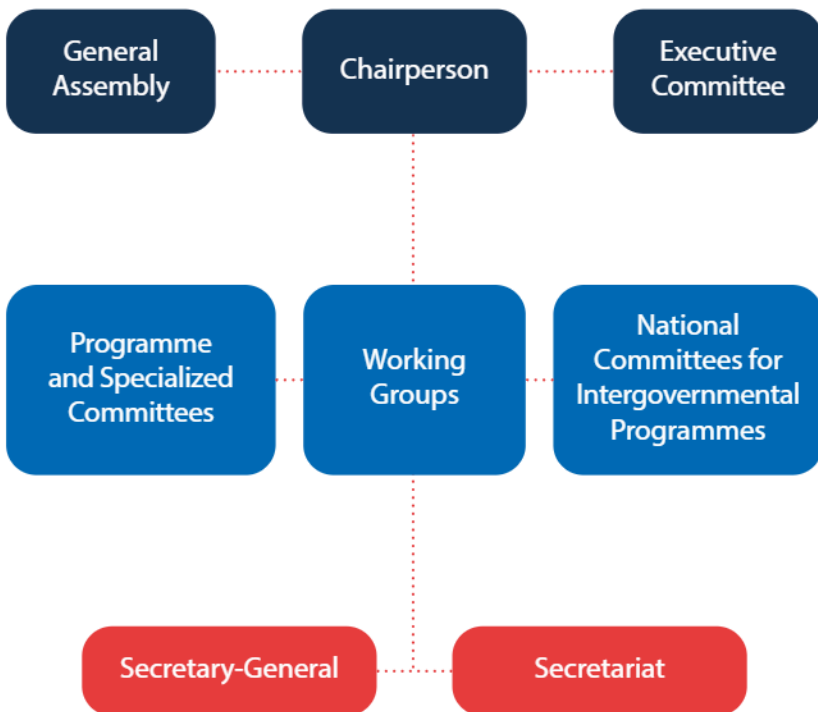 General
Assembly
Chairperson
Executive
Committee
Programme
and Specialized
Committees
Working
Groups
National
Committees for
Intergovernmental
Programmes
Secretary-General
Secretariat